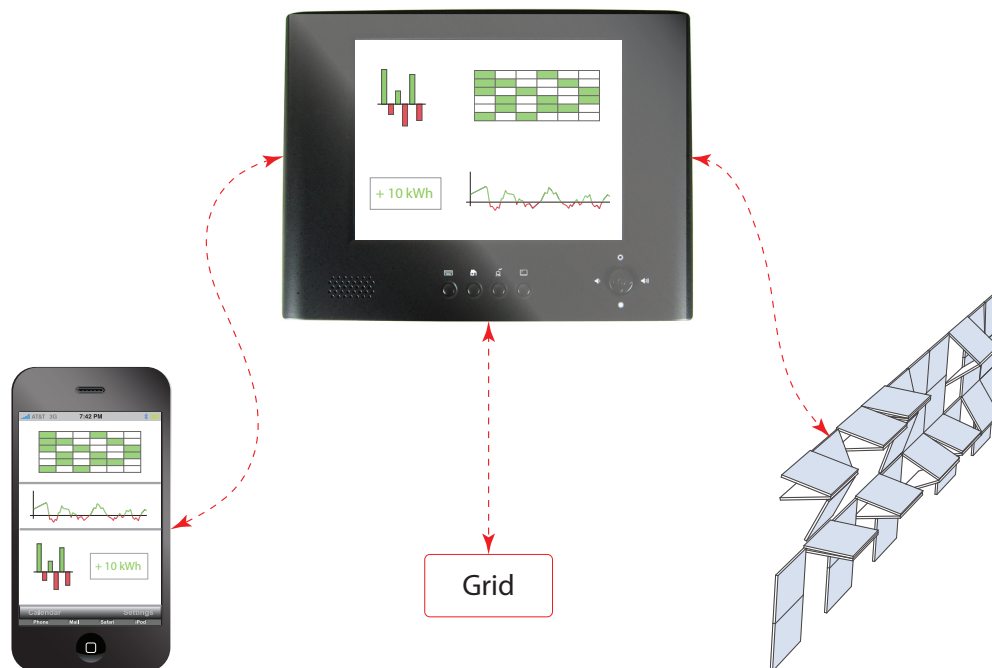 + 10 kWh
AT&T 3G 7:42 PM
+ 10 kWh
Calendar Settings
Phone Mail Safari iPod
Grid